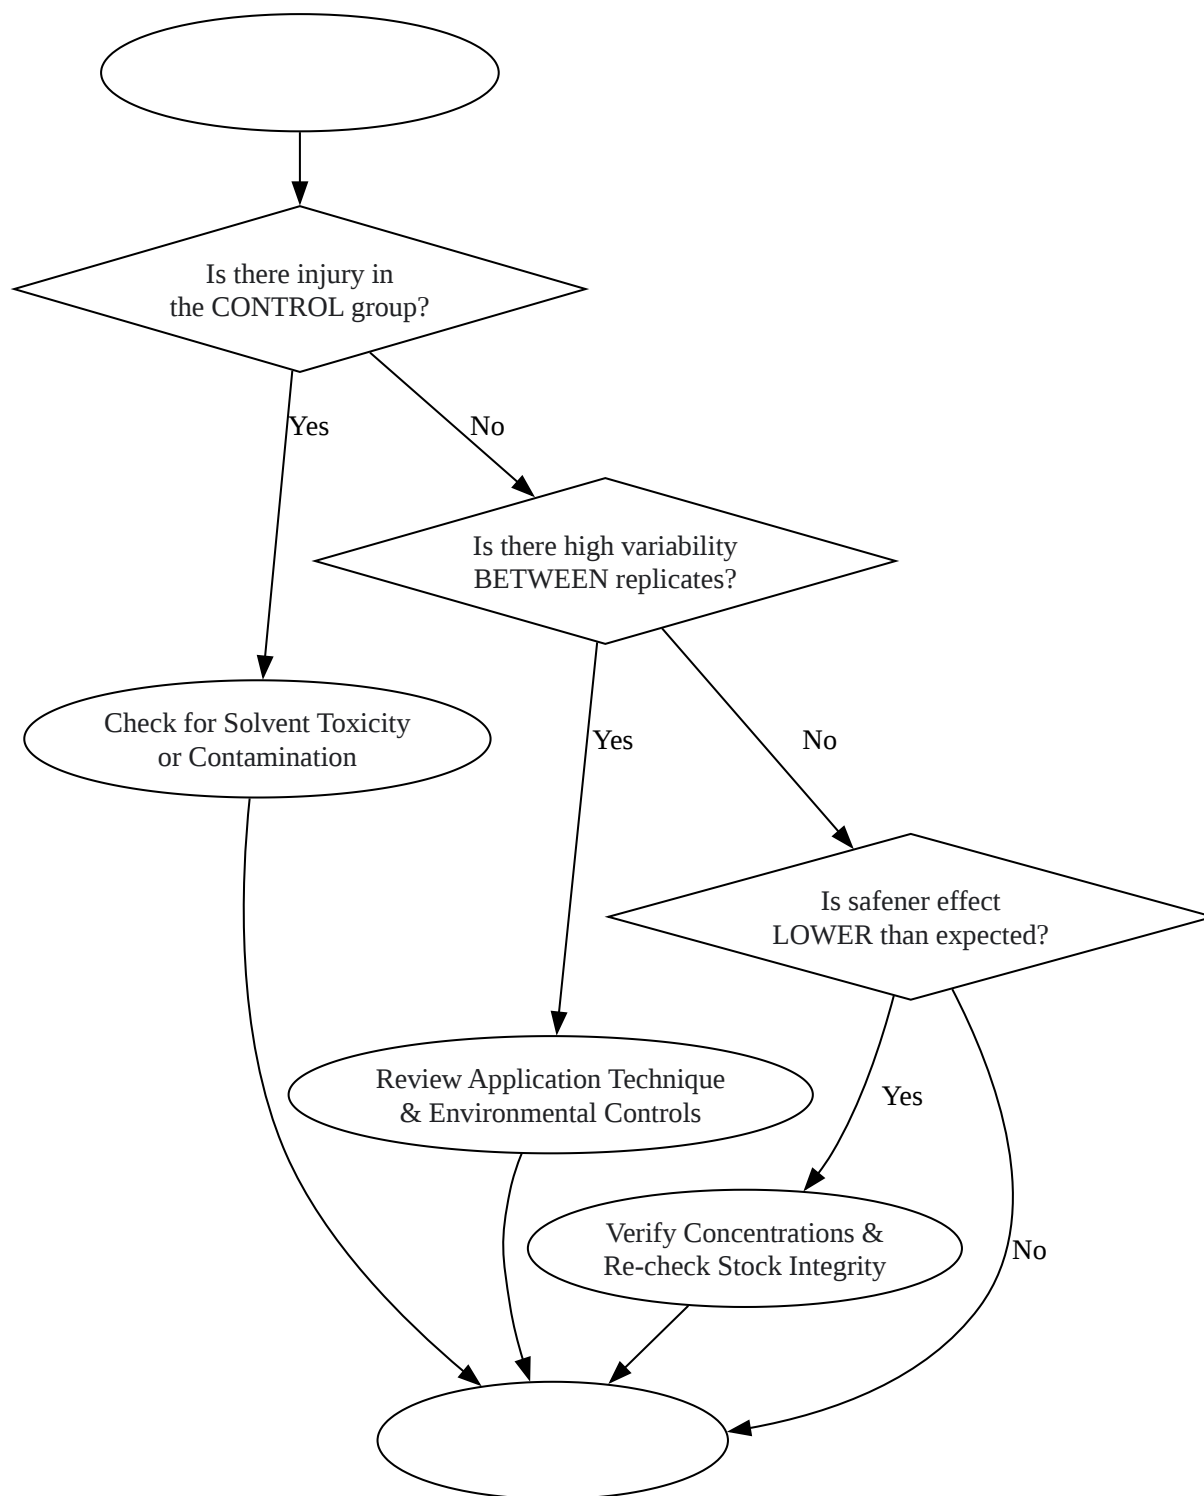 Is there injury in
the CONTROL group?
Yes
No
Is there high variability
BETWEEN replicates?
Check for Solvent Toxicity
or Contamination
Yes
No
Is safener effect
LOWER than expected?
Review Application Technique
& Environmental Controls
Yes
Verify Concentrations &
Re-check Stock Integrity
No